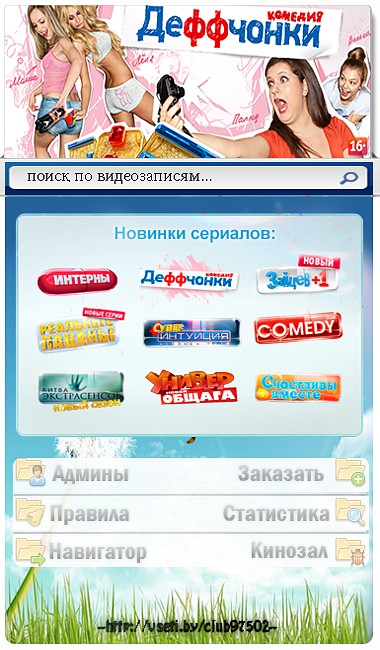 КОМЕДИЯ
Деффчонки
Маша
Лёля
Пална
16+
поиск по видеозаписям...
Новинки сериалов:
ИНТЕРНЫ
КОМЕДИЯ
Деффчонки
НОВЫЙ
Зайцев+1
НОВЫЕ СЕРИИ
РЕАЛЬНЫЕ ПАЦАНЫ
СУПЕР ИНТУИЦИЯ
COMEDY
БИТВА ЭКСТРАСЕНСОВ
НОВЫЙ СЕЗОН
УНИВЕР
НОВАЯ ОБЩАГА
Счастливы вместе
Админы
Заказать
Правила
Статистика
Навигатор
Кинозал
~http://vseti.by/club97502~